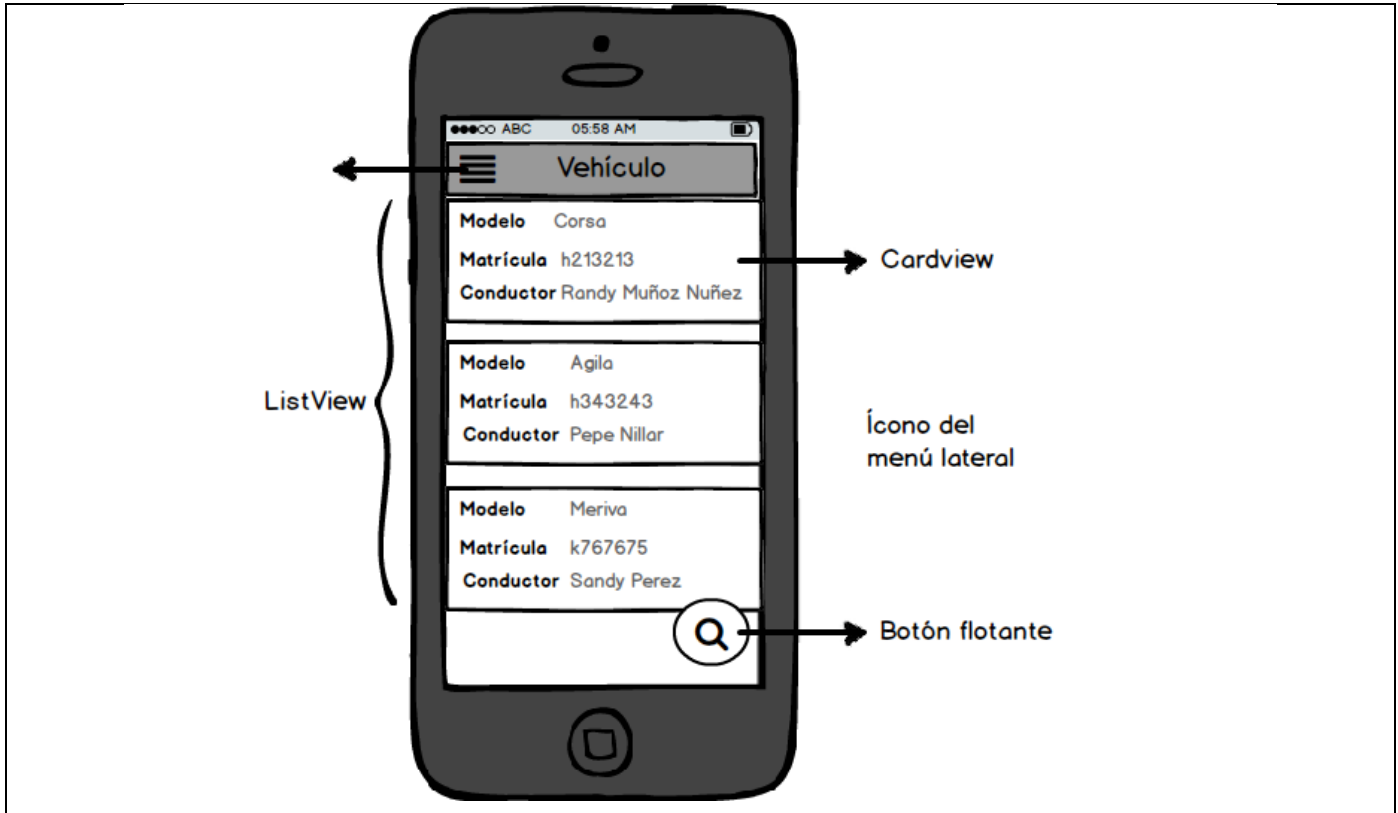 ABC 05:58 AM
Vehículo
Modelo Corsa
Matrícula h213213
Conductor Randy Muñoz Nuñez
Cardview
Modelo Agila
Matrícula h343243
Conductor Pepe Nillar
ListView
Ícono del
menú lateral
Modelo Meriva
Matrícula k767675
Conductor Sandy Perez
Botón flotante